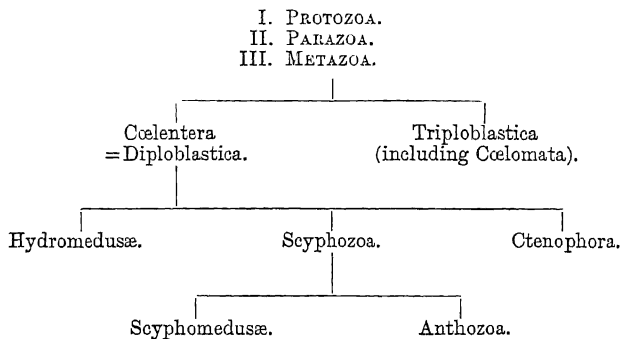 I. PROTOZOA.
II. PARAZOA.
III. METAZOA.
Cœlentera
=Diploblastica.
Triploblastica
(including Cœlomata).
Hydromedusæ. Scyphozoa. Ctenophora.
Scyphomedusæ. Anthozoa.